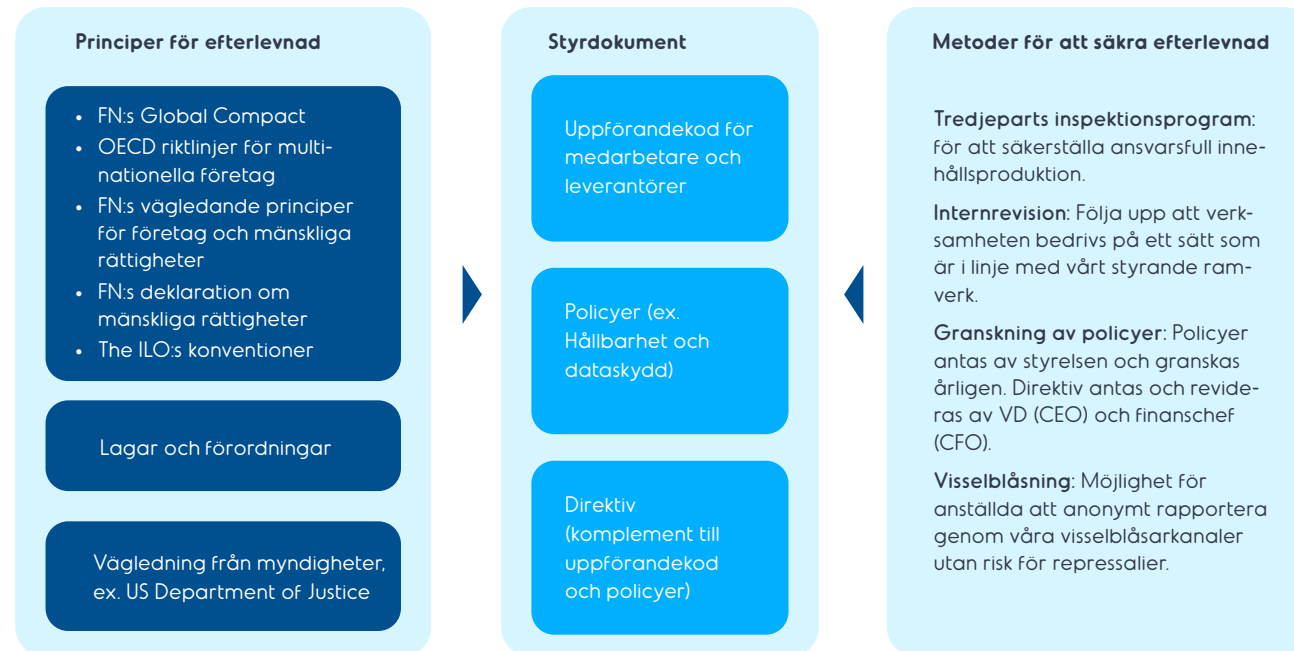 Principer för efterlevnad
• FN:s Global Compact
• OECD riktlinjer för multi-
nationella företag
• FN:s vägledande principer
för företag och mänskliga
rättigheter
• FN:s deklaration om
mänskliga rättigheter
• The ILO:s konventioner
Lagar och förordningar
Vägledning från myndigheter,
ex. US Department of Justice
Styrdokument
Uppförandekod för
medarbetare och
leverantörer
Policyer (ex.
Hållbarhet och
dataskydd)
Direktiv
(komplement till
uppförandekod
och policyer)
Metoder för att säkra efterlevnad
Tredjeparts inspektionsprogram:
för att säkerställa ansvarsfull inne-
hållsproduktion.
Internrevision: Följa upp att verk-
samheten bedrivs på ett sätt som
är i linje med vårt styrande ram-
verk.
Granskning av policyer: Policyer
antas av styrelsen och granskas
årligen. Direktiv antas och revide-
ras av VD (CEO) och finanschef
(CFO).
Visselblåsning: Möjlighet för
anställda att anonymt rapportera
genom våra visselblåsarkanaler
utan risk för repressalier.